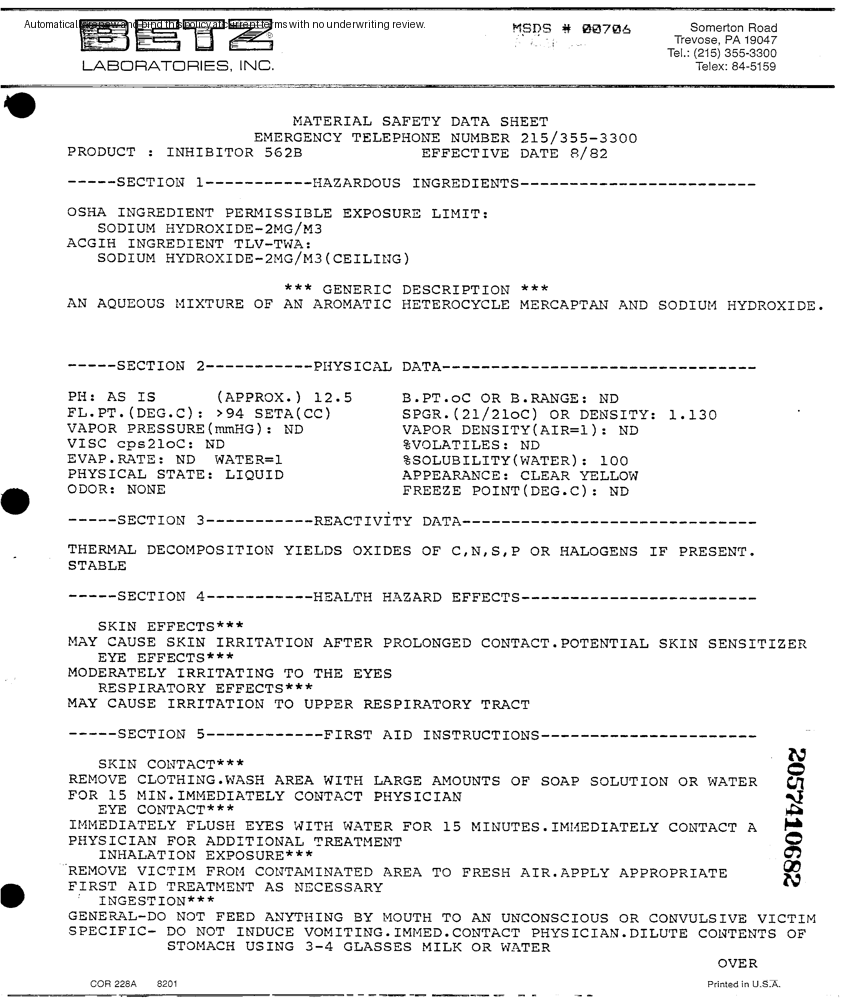 Automatically renew and bind this policy at current terms with no underwriting review.
BETZ
LABORATORIES, INC.
MSDS # 00706
Somerton Road
Trevose, PA 19047
Tel.: (215) 355-3300
Telex: 84-5159
MATERIAL SAFETY DATA SHEET
EMERGENCY TELEPHONE NUMBER 215/355-3300
PRODUCT : INHIBITOR 562B EFFECTIVE DATE 8/82
-----SECTION 1-----------HAZARDOUS INGREDIENTS------------------------
OSHA INGREDIENT PERMISSIBLE EXPOSURE LIMIT:
SODIUM HYDROXIDE-2MG/M3
ACGIH INGREDIENT TLV-TWA:
SODIUM HYDROXIDE-2MG/M3(CEILING)
*** GENERIC DESCRIPTION ***
AN AQUEOUS MIXTURE OF AN AROMATIC HETEROCYCLE MERCAPTAN AND SODIUM HYDROXIDE.
-----SECTION 2-----------PHYSICAL DATA--------------------------------
PH: AS IS (APPROX.) 12.5 B.PT.oC OR B.RANGE: ND
FL.PT.(DEG.C): >94 SETA(CC) SPGR.(21/21oC) OR DENSITY: 1.130
VAPOR PRESSURE(mmHG): ND VAPOR DENSITY(AIR=1): ND
VISC cps21oC: ND %VOLATILES: ND
EVAP.RATE: ND WATER=1 %SOLUBILITY(WATER): 100
PHYSICAL STATE: LIQUID APPEARANCE: CLEAR YELLOW
ODOR: NONE FREEZE POINT(DEG.C): ND
-----SECTION 3-----------REACTIVITY DATA------------------------------
THERMAL DECOMPOSITION YIELDS OXIDES OF C,N,S,P OR HALOGENS IF PRESENT.
STABLE
-----SECTION 4-----------HEALTH HAZARD EFFECTS------------------------
SKIN EFFECTS***
MAY CAUSE SKIN IRRITATION AFTER PROLONGED CONTACT.POTENTIAL SKIN SENSITIZER
EYE EFFECTS***
MODERATELY IRRITATING TO THE EYES
RESPIRATORY EFFECTS***
MAY CAUSE IRRITATION TO UPPER RESPIRATORY TRACT
-----SECTION 5------------FIRST AID INSTRUCTIONS----------------------
SKIN CONTACT***
REMOVE CLOTHING.WASH AREA WITH LARGE AMOUNTS OF SOAP SOLUTION OR WATER
FOR 15 MIN.IMMEDIATELY CONTACT PHYSICIAN
EYE CONTACT***
IMMEDIATELY FLUSH EYES WITH WATER FOR 15 MINUTES.IMMEDIATELY CONTACT A
PHYSICIAN FOR ADDITIONAL TREATMENT
INHALATION EXPOSURE***
REMOVE VICTIM FROM CONTAMINATED AREA TO FRESH AIR.APPLY APPROPRIATE
FIRST AID TREATMENT AS NECESSARY
INGESTION***
GENERAL-DO NOT FEED ANYTHING BY MOUTH TO AN UNCONSCIOUS OR CONVULSIVE VICTIM
SPECIFIC- DO NOT INDUCE VOMITING.IMMED.CONTACT PHYSICIAN.DILUTE CONTENTS OF
STOMACH USING 3-4 GLASSES MILK OR WATER
2057410682
OVER
COR 228A 8201
Printed in U.S.A.